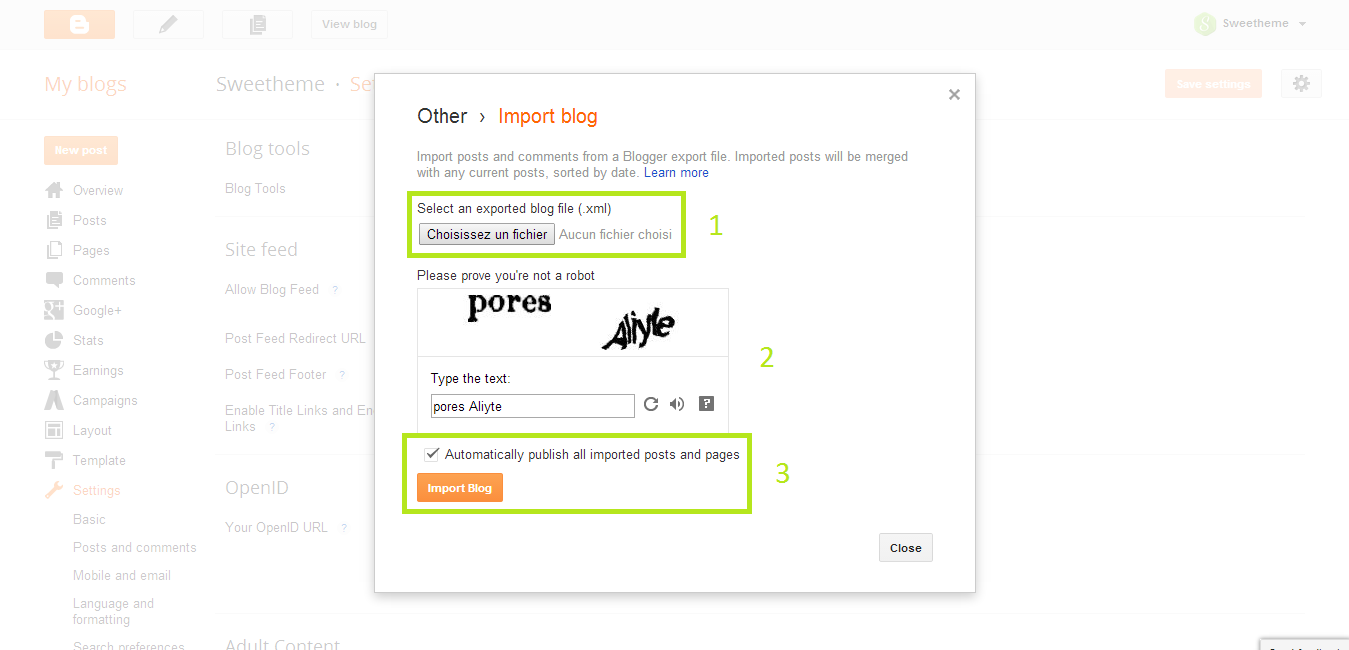 View blog
Sweetheme
My blogs
Sweetheme ·
Save settings
New post
Overview
Posts
Pages
Comments
Google+
Stats
Earnings
Campaigns
Layout
Template
Settings
Basic
Posts and comments
Mobile and email
Language and
formatting
Search preferences
Blog tools
Blog Tools
Site feed
Allow Blog Feed ?
Post Feed Redirect URL
Post Feed Footer ?
Enable Title Links and En
Links ?
OpenID
Your OpenID URL ?
Adult Content
Other › Import blog
Import posts and comments from a Blogger export file. Imported posts will be merged
with any current posts, sorted by date. Learn more
Select an exported blog file (.xml)
Choisissez un fichier Aucun fichier choisi
1
Please prove you're not a robot
pores Aliyte
2
Type the text:
pores Aliyte
?
Automatically publish all imported posts and pages
Import Blog
3
Close